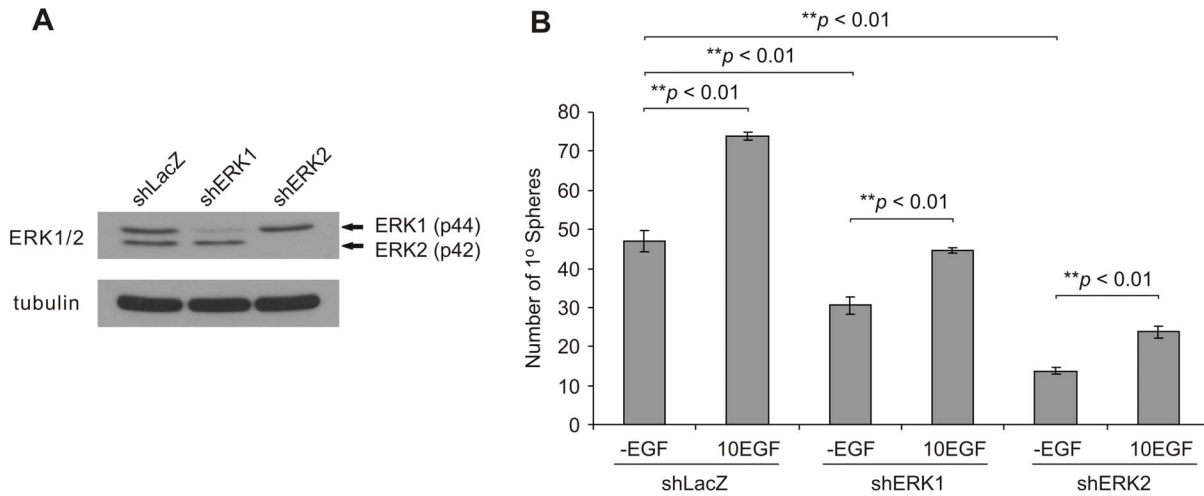 A
shLacZ
shERK1
shERK2
ERK1/2
ERK1 (p44)
ERK2 (p42)
tubulin
B
**p < 0.01
**p < 0.01
**p < 0.01
**p < 0.01
**p < 0.01
Number of 1° Spheres
80
70
60
50
40
30
20
10
0
-EGF 10EGF -EGF 10EGF -EGF 10EGF
shLacZ shERK1 shERK2